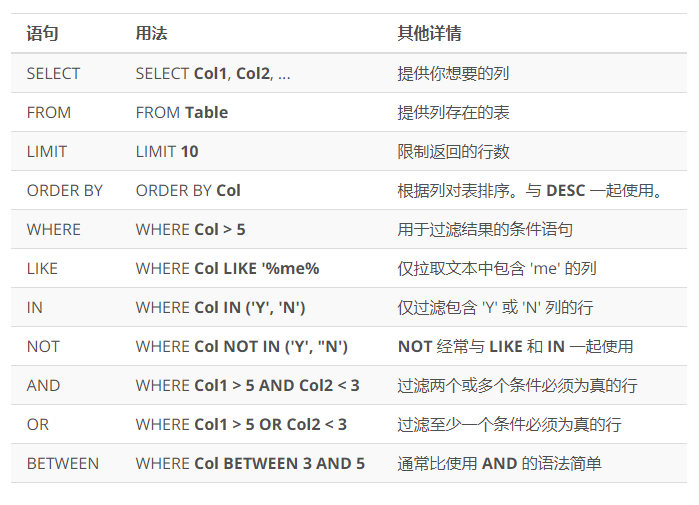 语句 用法 其他详情
SELECT SELECT Col1, Col2, ... 提供你想要的列
FROM FROM Table 提供列存在的表
LIMIT LIMIT 10 限制返回的行数
ORDER BY ORDER BY Col 根据列对表排序。与 DESC 一起使用。
WHERE WHERE Col > 5 用于过滤结果的条件语句
LIKE WHERE Col LIKE '%me% 仅拉取文本中包含 'me' 的列
IN WHERE Col IN ('Y', 'N') 仅过滤包含 'Y' 或 'N' 列的行
NOT WHERE Col NOT IN ('Y', "N') NOT 经常与 LIKE 和 IN 一起使用
AND WHERE Col1 > 5 AND Col2 < 3 过滤两个或多个条件必须为真的行
OR WHERE Col1 > 5 OR Col2 < 3 过滤至少一个条件必须为真的行
BETWEEN WHERE Col BETWEEN 3 AND 5 通常比使用 AND 的语法简单